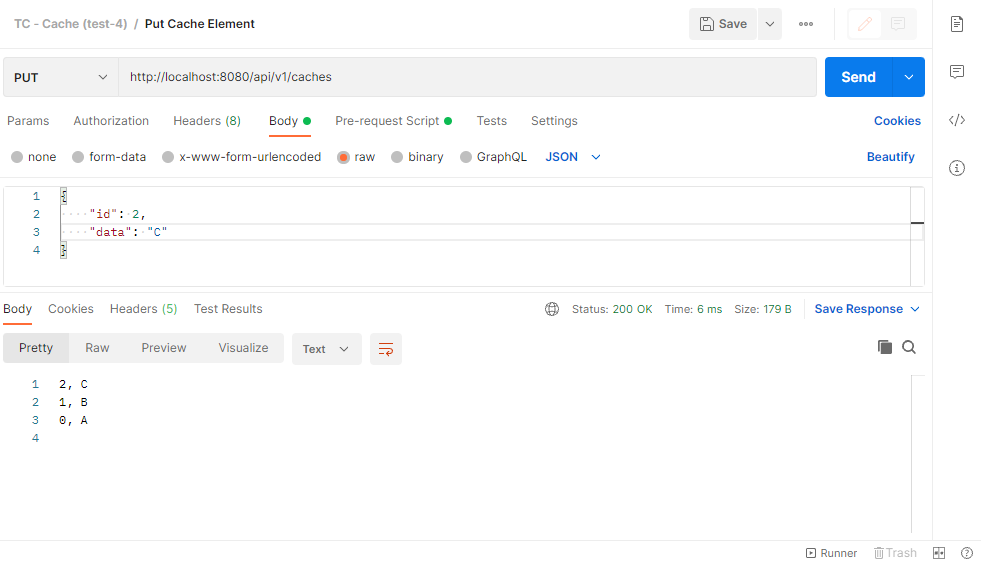 TC - Cache (test-4) / Put Cache Element
Save
PUT http://localhost:8080/api/v1/caches
Send
Params Authorization Headers (8) Body Pre-request Script Tests Settings Cookies
none form-data x-www-form-urlencoded raw binary GraphQL JSON Beautify
1 {
2 ····"id":·2,
3 ····"data":·"C"
4 }
Body Cookies Headers (5) Test Results Status: 200 OK Time: 6 ms Size: 179 B Save Response
Pretty Raw Preview Visualize Text
1 2, C
2 1, B
3 0, A
4
Runner Trash